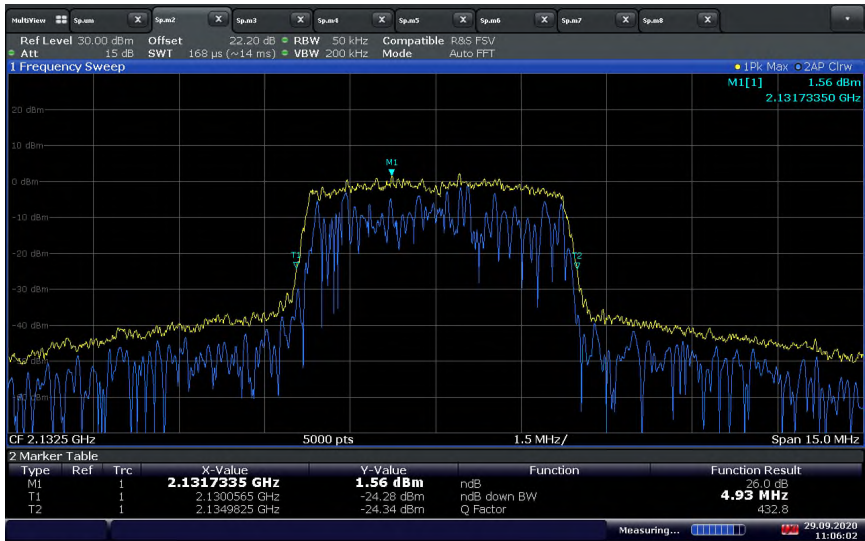 MultiView Sp.um X Sp.m2 X Sp.m3 X Sp.m4 X Sp.m5 X Sp.m6 X Sp.m7 X Sp.m8 X
Ref Level 30.00 dBm Offset 22.20 dB RBW 50 kHz Compatible R&S FSV
Att 15 dB SWT 168 µs (~14 ms) VBW 200 kHz Mode Auto FFT
1 Frequency Sweep 1Pk Max 2AP Clrw
M1[1] 1.56 dBm
2.13173350 GHz
20 dBm
10 dBm
M1
0 dBm
-10 dBm
-20 dBm
T1 T2
-30 dBm
-40 dBm
dBm
dBm
CF 2.1325 GHz 5000 pts 1.5 MHz/ Span 15.0 MHz
2 Marker Table
Type Ref Trc X-Value Y-Value Function Function Result
M1 1 2.1317335 GHz 1.56 dBm ndB 26.0 dB
T1 1 2.1300565 GHz -24.28 dBm ndB down BW 4.93 MHz
T2 1 2.1349825 GHz -24.34 dBm Q Factor 432.8
Measuring... 29.09.2020
11:06:02